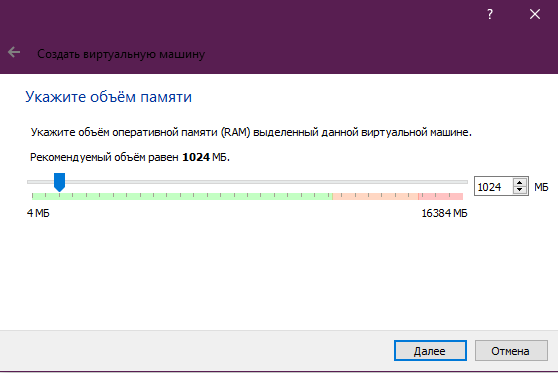 ?
Создать виртуальную машину
Укажите объём памяти
Укажите объём оперативной памяти (RAM) выделенный данной виртуальной машине.
Рекомендуемый объём равен 1024 МБ.
1024 МБ
4 МБ 16384 МБ
Далее Отмена